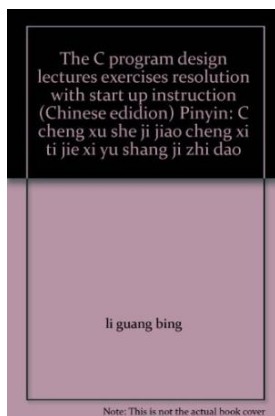 The C program design
lectures exercises resolution
with start up instruction
(Chinese edidion) Pinyin: C
cheng xu she ji jiao cheng xi
ti jie xi yu shang ji zhi dao
li guang bing
Note: This is not the actual book cover